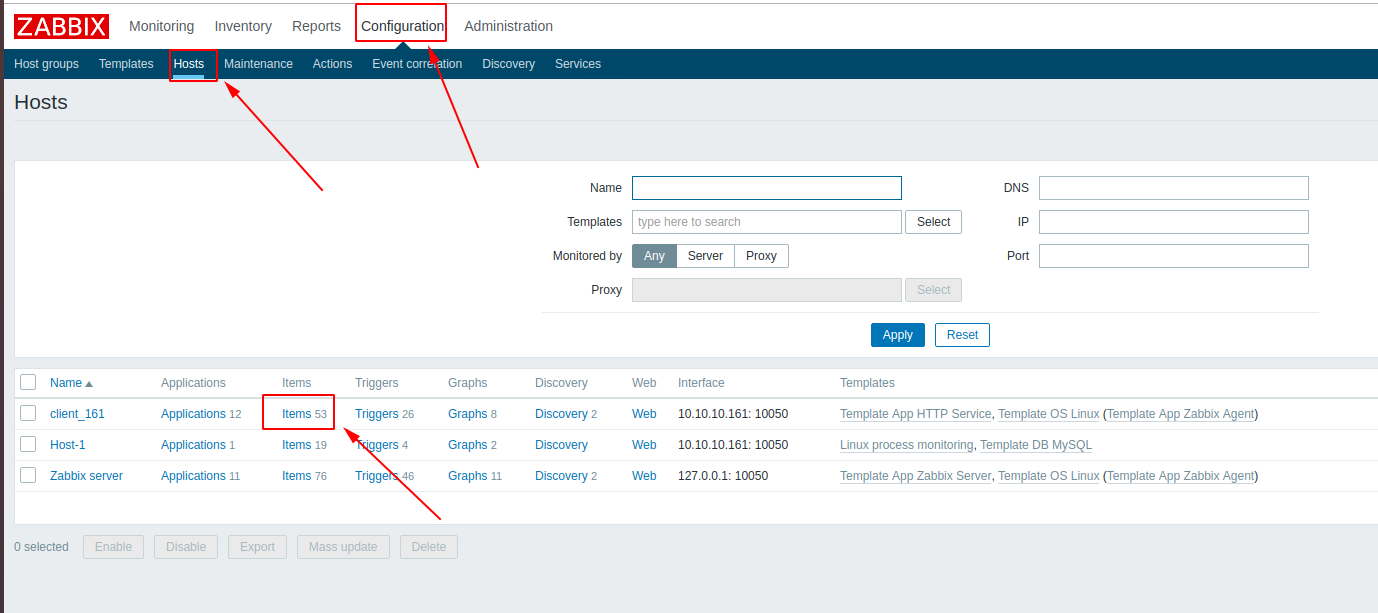 ZABBIX Monitoring Inventory Reports Configuration Administration
Host groups Templates Hosts Maintenance Actions Event correlation Discovery Services
Hosts
Name DNS
Templates type here to search Select IP
Monitored by Any Server Proxy Port
Proxy Select
Apply Reset
Name Applications Items Triggers Graphs Discovery Web Interface Templates
client_161 Applications 12 Items 53 Triggers 26 Graphs 8 Discovery 2 Web 10.10.10.161: 10050 Template App HTTP Service, Template OS Linux (Template App Zabbix Agent)
Host-1 Applications 1 Items 19 Triggers 4 Graphs 2 Discovery Web 10.10.10.161: 10050 Linux process monitoring, Template DB MySQL
Zabbix server Applications 11 Items 76 Triggers 46 Graphs 11 Discovery 2 Web 127.0.0.1: 10050 Template App Zabbix Server, Template OS Linux (Template App Zabbix Agent)
0 selected Enable Disable Export Mass update Delete